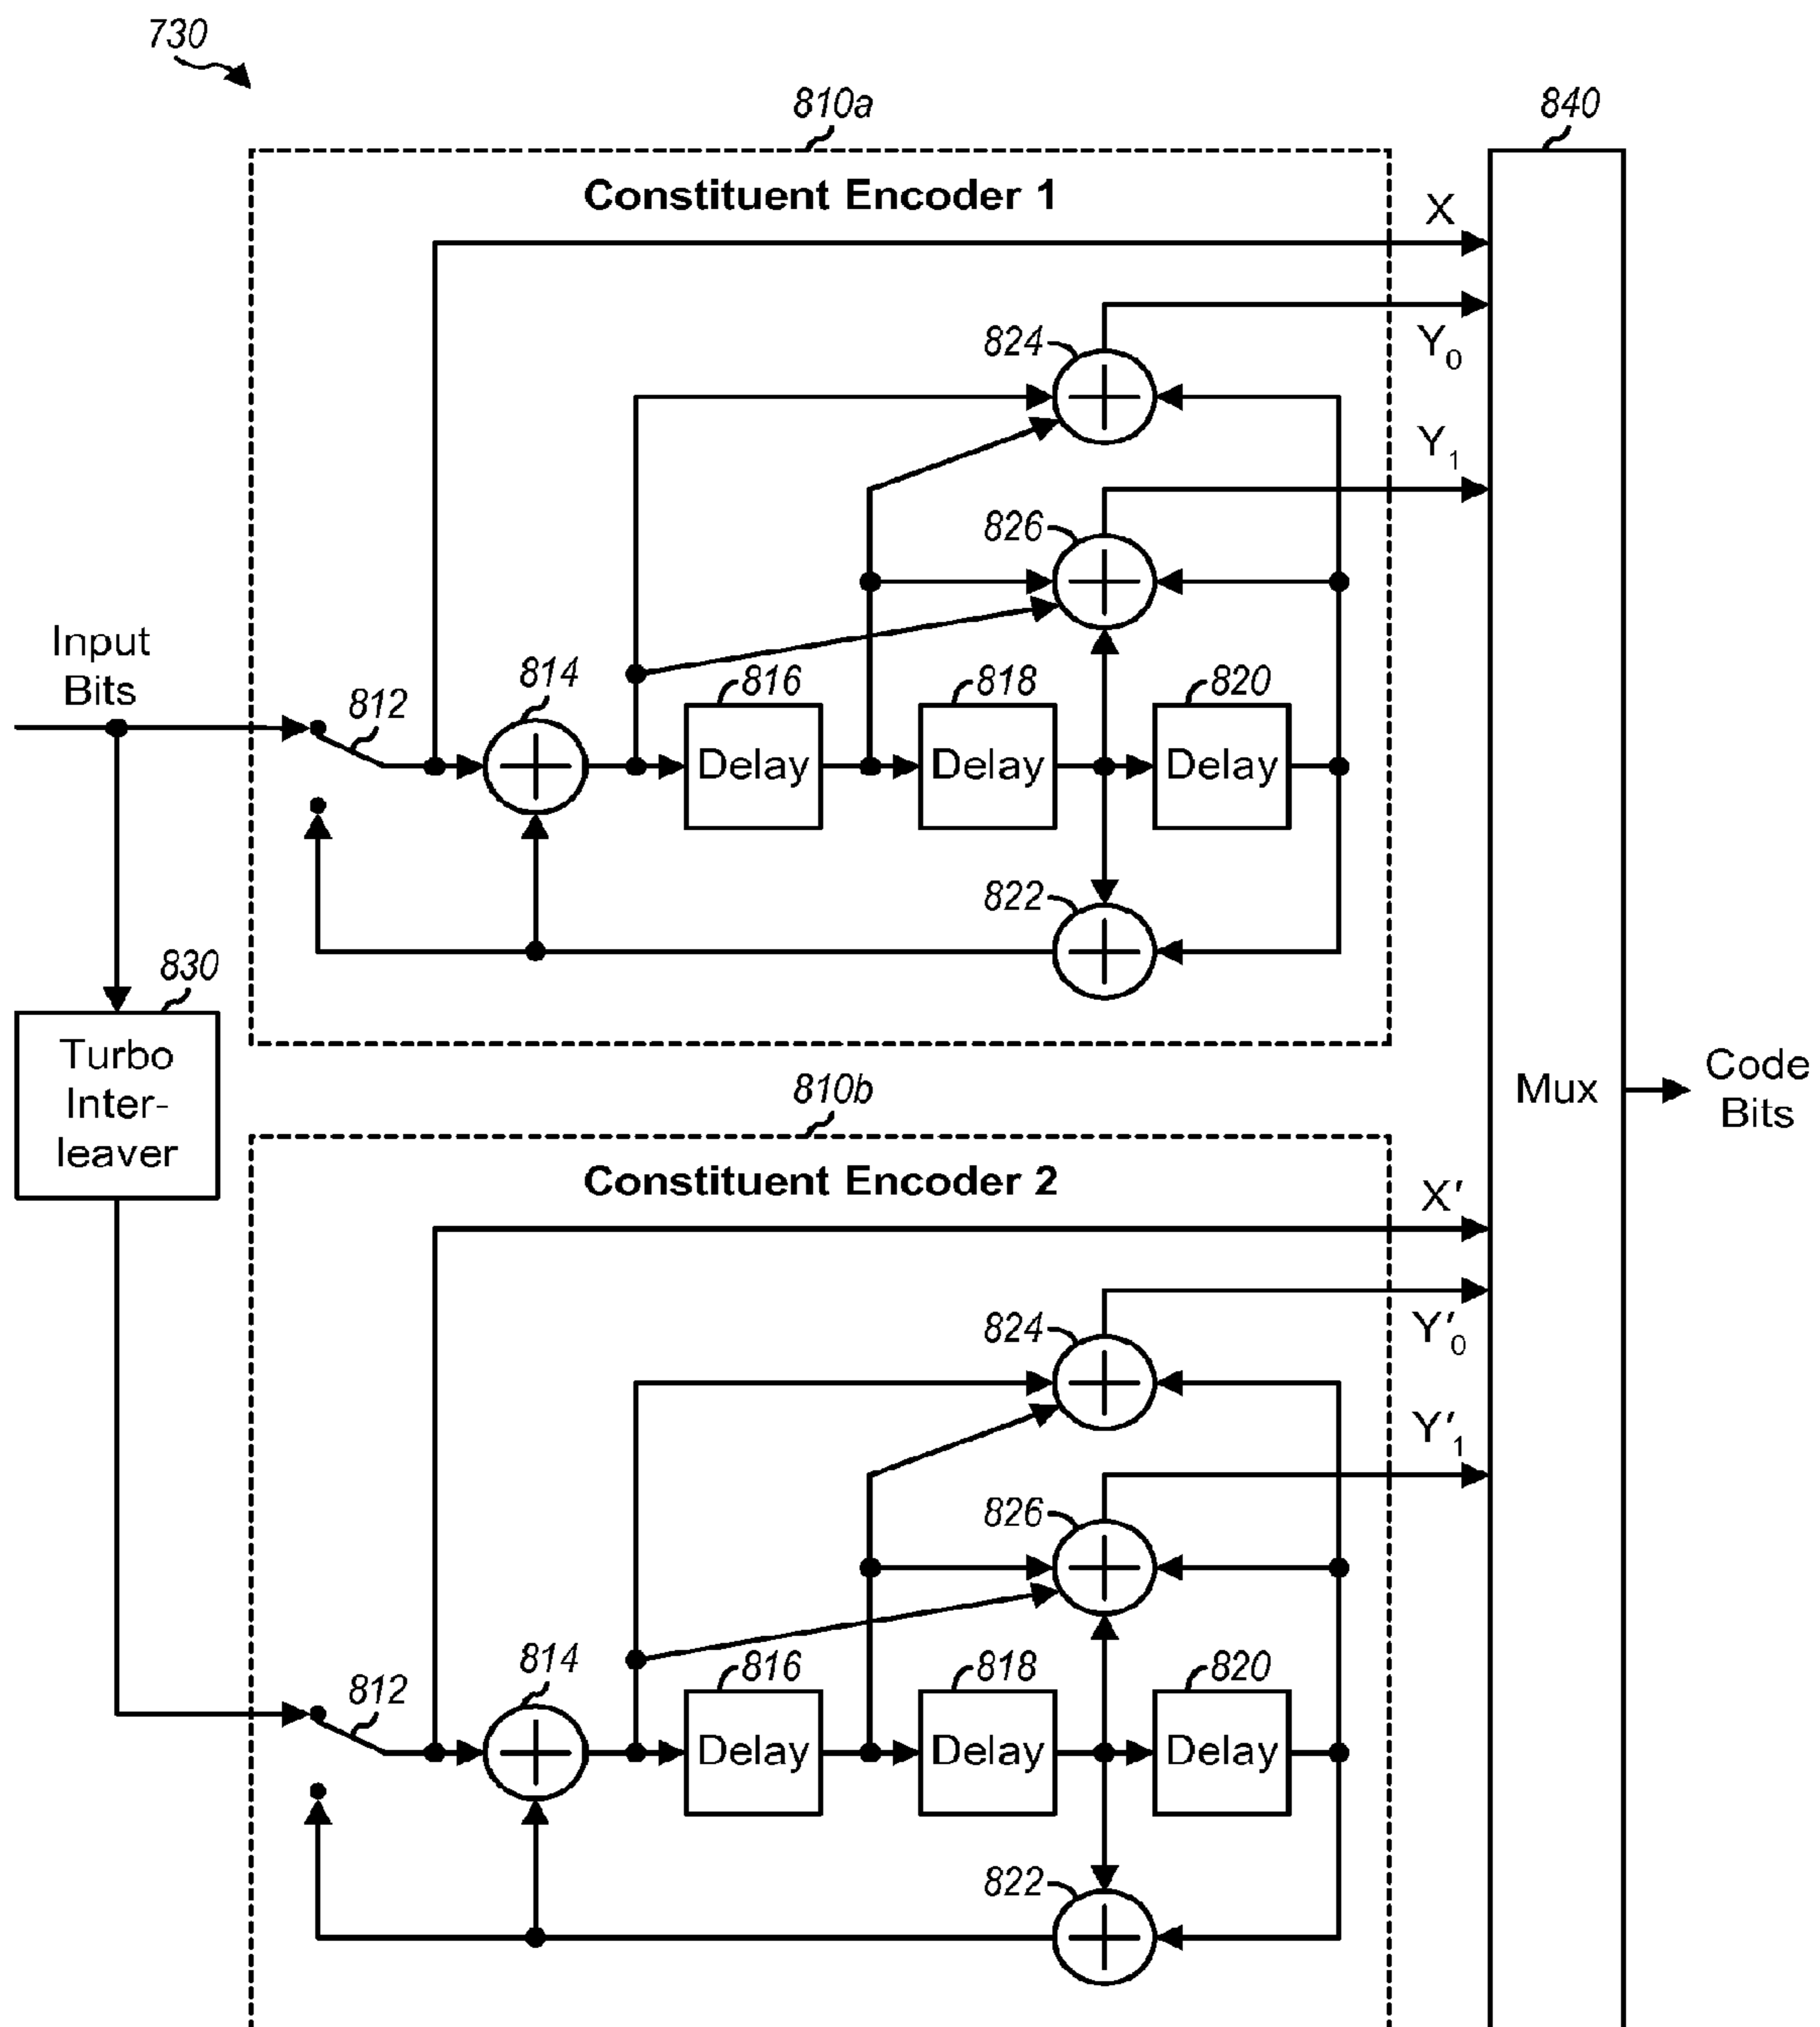 730
810a
840
Constituent Encoder 1
X
824
Y₀
Y₁
826
Input
Bits
812
814
816
818
820
Delay
Delay
Delay
822
830
Turbo
Inter-
leaver
Mux
Code
Bits
810b
Constituent Encoder 2
X′
824
Y′₀
Y′₁
826
812
814
816
818
820
Delay
Delay
Delay
822